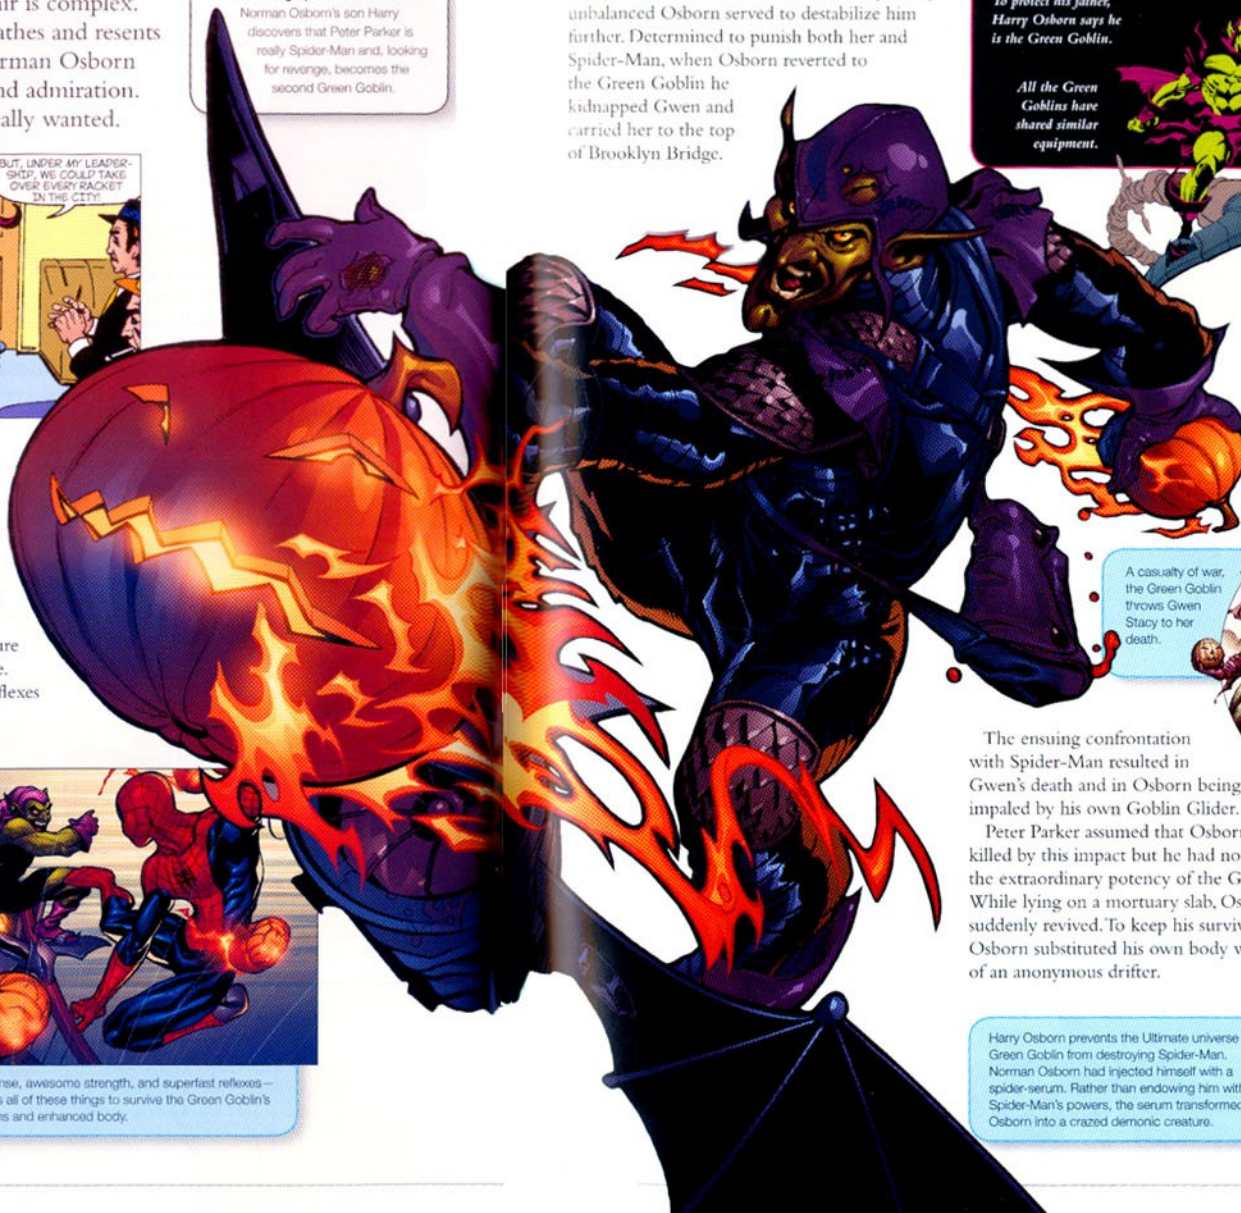 ir is complex.
athes and resents
rman Osborn
nd admiration.
ally wanted.
Norman Osborn's son Harry
discovers that Peter Parker is
really Spider-Man and, looking
for revenge, becomes the
second Green Goblin.
BUT, UNDER MY LEADER-
SHIP, WE COULD TAKE
OVER EVERY RACKET
IN THE CITY!
ure
e.
flexes
nse, awesome strength, and superfast reflexes—
s all of these things to survive the Green Goblin's
ns and enhanced body.
unbalanced Osborn served to destabilize him
further. Determined to punish both her and
Spider-Man, when Osborn reverted to
the Green Goblin he
kidnapped Gwen and
carried her to the top
of Brooklyn Bridge.
To protect his father,
Harry Osborn says he
is the Green Goblin.
All the Green
Goblins have
shared similar
equipment.
A casualty of war,
the Green Goblin
throws Gwen
Stacy to her
death.
The ensuing confrontation
with Spider-Man resulted in
Gwen's death and in Osborn being
impaled by his own Goblin Glider.
Peter Parker assumed that Osborn
killed by this impact but he had no
the extraordinary potency of the G
While lying on a mortuary slab, Os
suddenly revived. To keep his surviv
Osborn substituted his own body w
of an anonymous drifter.
Harry Osborn prevents the Ultimate universe
Green Goblin from destroying Spider-Man.
Norman Osborn had injected himself with a
spider-serum. Rather than endowing him with
Spider-Man's powers, the serum transformed
Osborn into a crazed demonic creature.